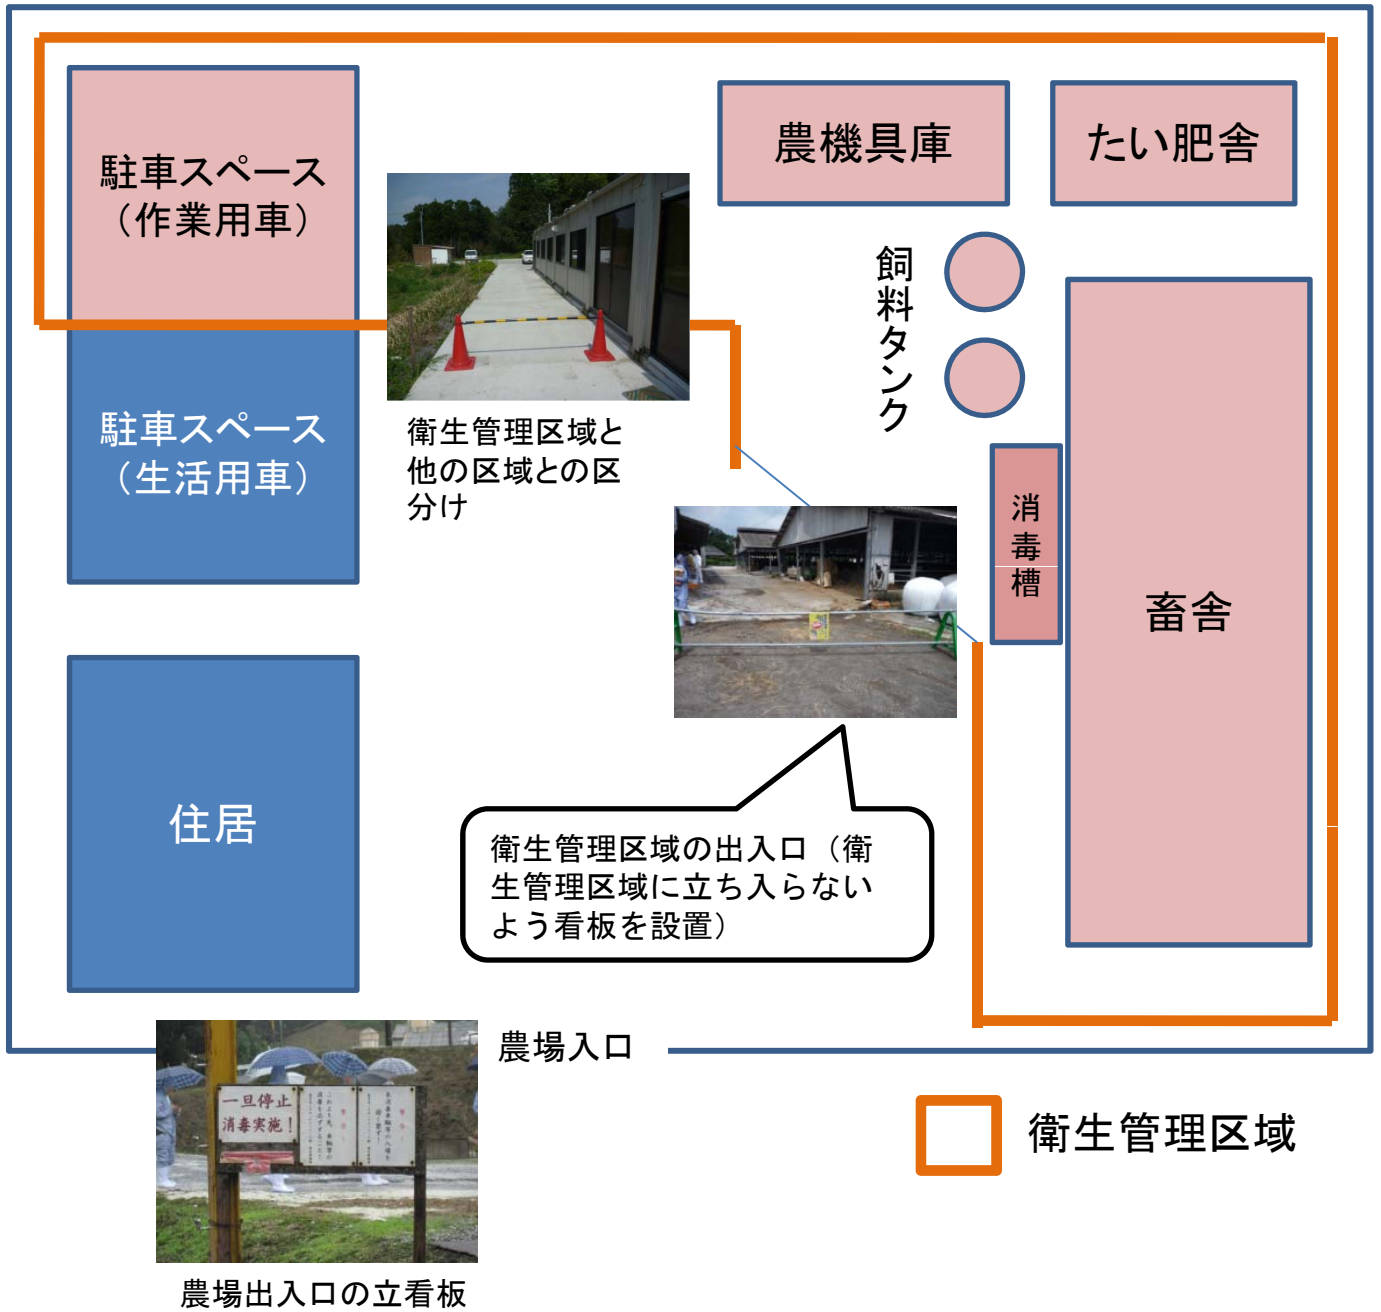 農機具庫
たい肥舎
駐車スペース
（作業用車）
飼料タンク
駐車スペース
（生活用車）
衛生管理区域と
他の区域との区
分け
消毒槽
畜舎
住居
衛生管理区域の出入口（衛
生管理区域に立ち入らない
よう看板を設置）
農場入口
一旦停止
消毒実施！
衛生管理区域
農場出入口の立看板